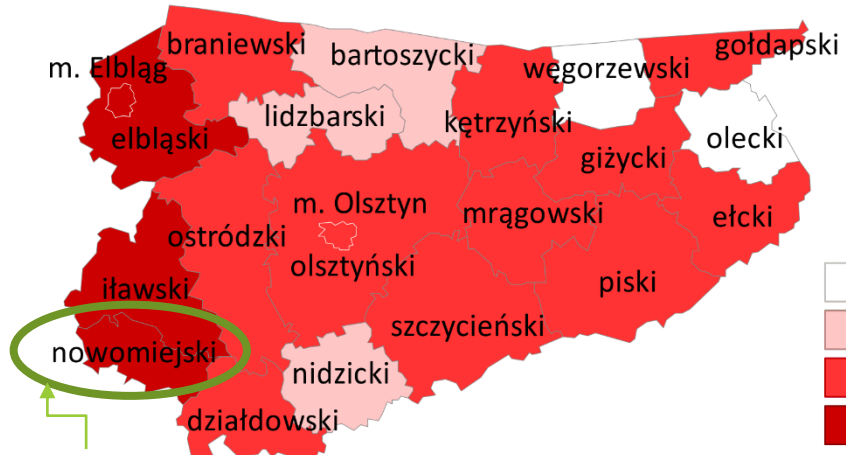 braniewski
gołdapski
bartoszycki
m. Elbląg
węgorzewski
lidzbarski
kętrzyński
elbląski
olecki
giżycki
m. Olsztyn
mrągowski
ełcki
ostródzki
olsztyński
iławski
piski
szczycieński
nowomiejski
nidzicki
działdowski